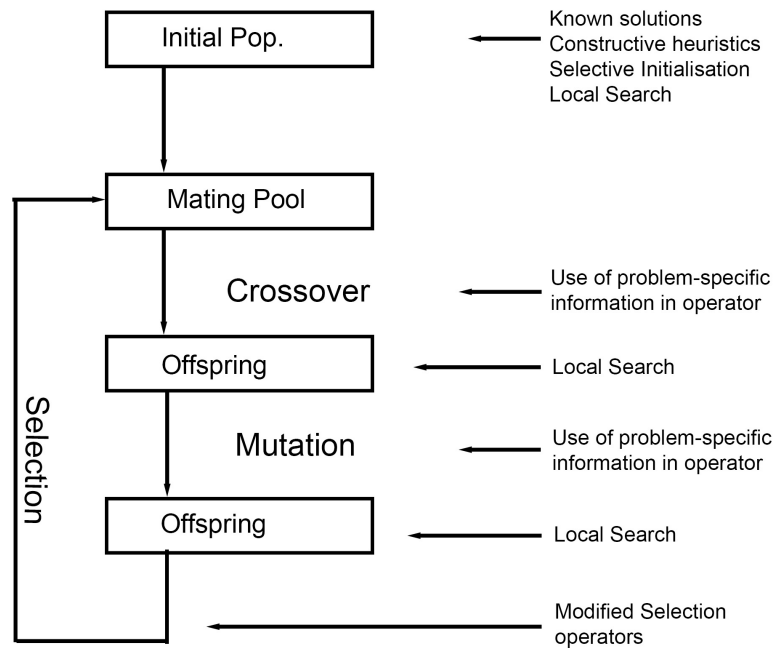 Initial Pop.
Known solutions
Constructive heuristics
Selective Initialisation
Local Search
Mating Pool
Crossover
Use of problem-specific
information in operator
Offspring
Local Search
Selection
Mutation
Use of problem-specific
information in operator
Offspring
Local Search
Modified Selection
operators